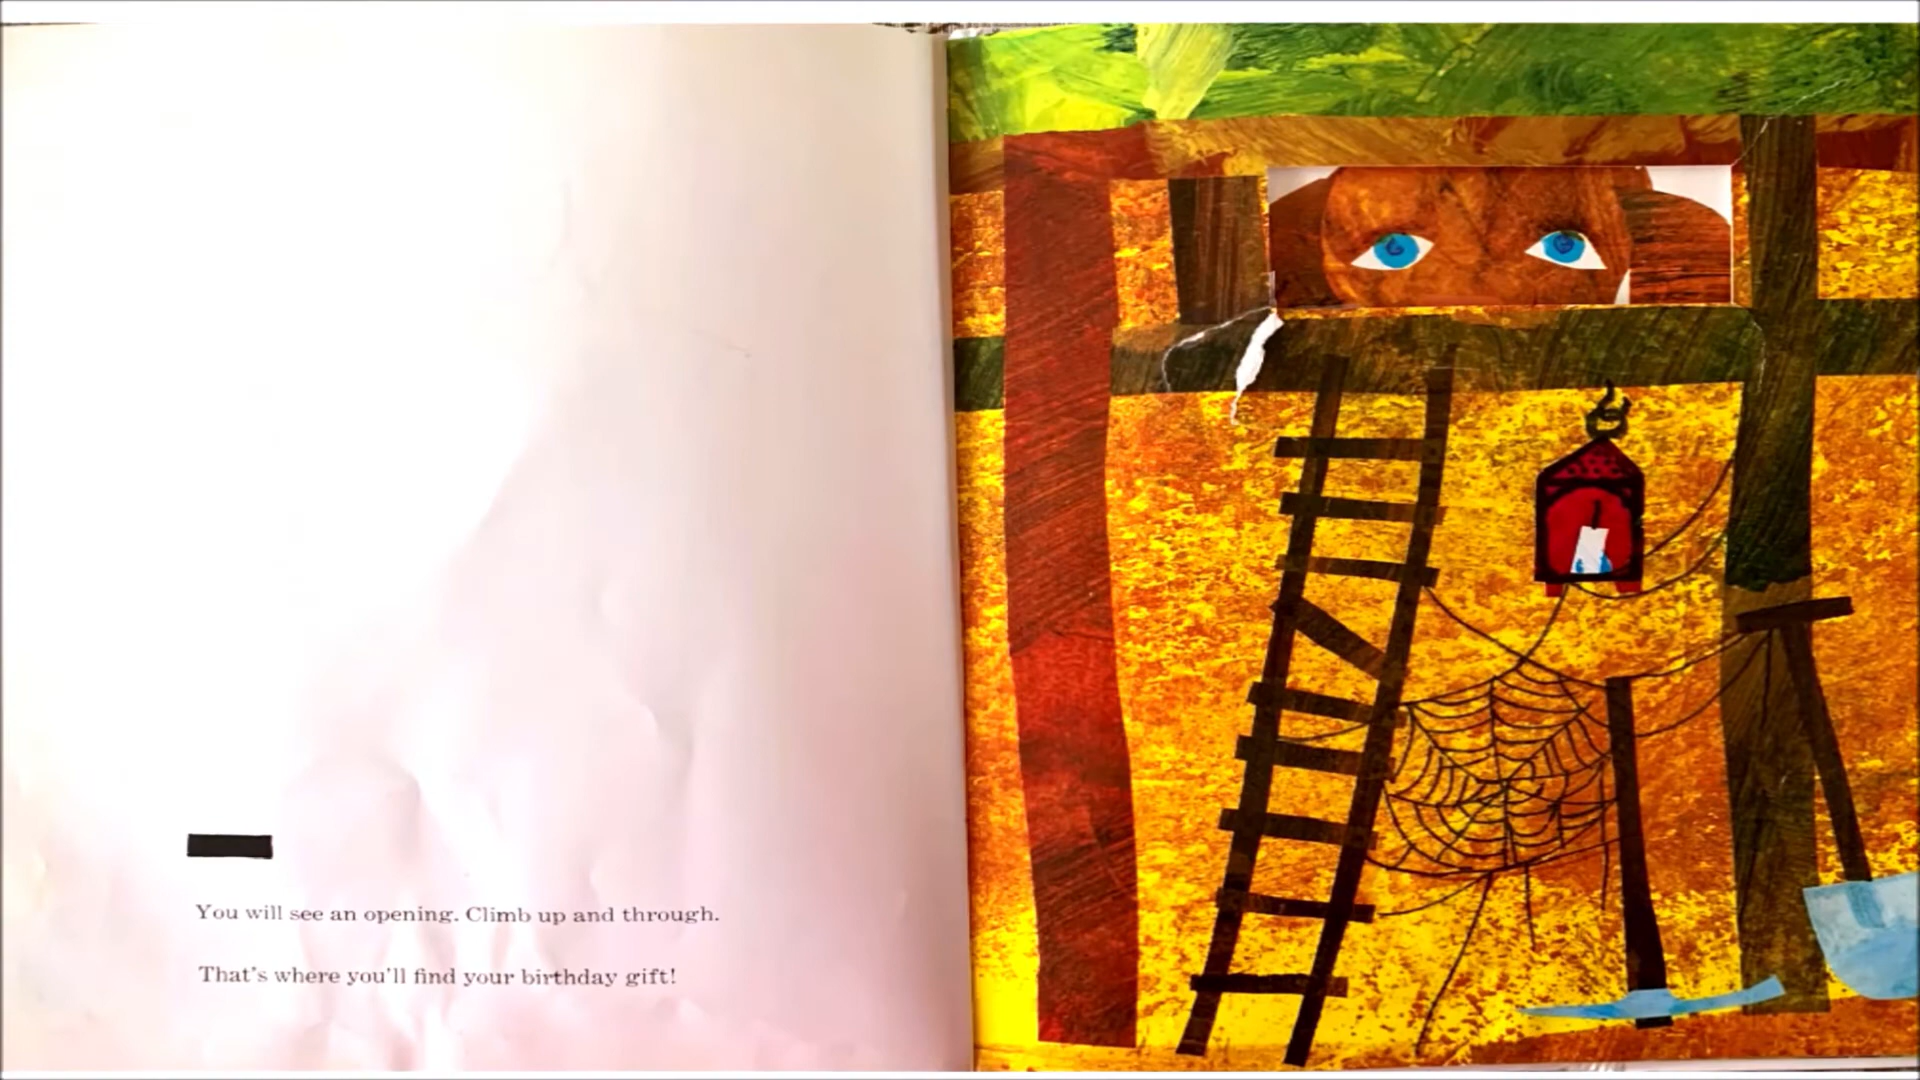 You will see an opening. Climb up and through.
That's where you'll find your birthday gift!